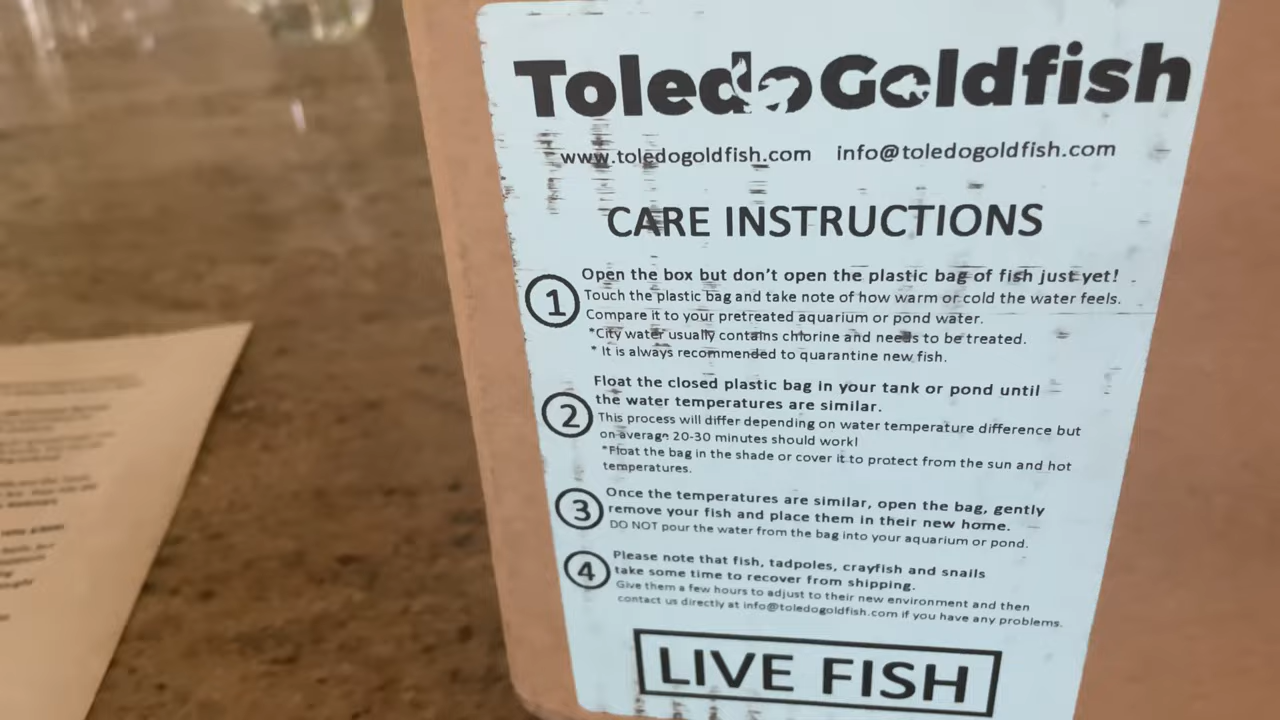 Toledo Goldfish
www.toledogoldfish.com info@toledogoldfish.com
CARE INSTRUCTIONS
1 Open the box but don't open the plastic bag of fish just yet!
Touch the plastic bag and take note of how warm or cold the water feels.
Compare it to your pretreated aquarium or pond water.
*City water usually contains chlorine and needs to be treated.
* It is always recommended to quarantine new fish.
2 Float the closed plastic bag in your tank or pond until
the water temperatures are similar.
This process will differ depending on water temperature difference but
on average 20-30 minutes should work!
*Float the bag in the shade or cover it to protect from the sun and hot
temperatures.
3 Once the temperatures are similar, open the bag, gently
remove your fish and place them in their new home.
DO NOT pour the water from the bag into your aquarium or pond.
4 Please note that fish, tadpoles, crayfish and snails
take some time to recover from shipping.
Give them a few hours to adjust to their new environment and then
contact us directly at info@toledogoldfish.com if you have any problems.
LIVE FISH